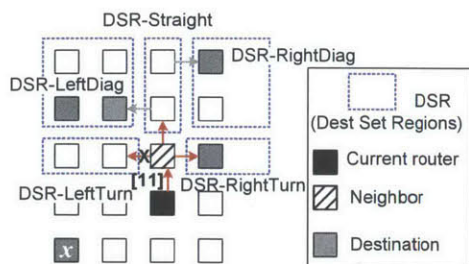 DSR-Straight
DSR-RightDiag
DSR-LeftDiag
DSR
(Dest Set Regions)
X
[11]
DSR-LeftTurn
DSR-RightTurn
Current router
Neighbor
x
Destination